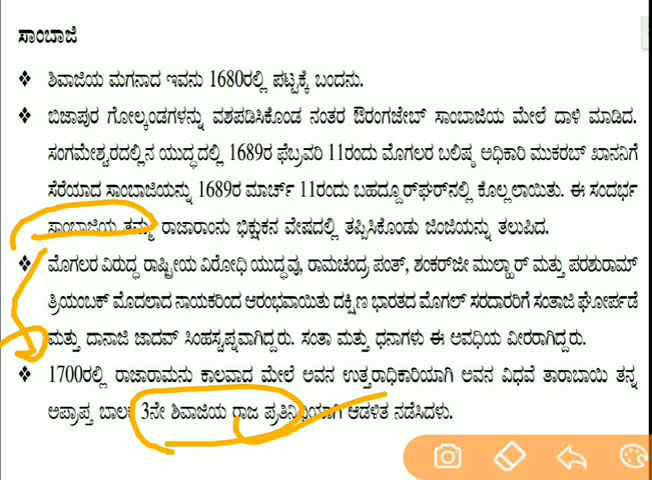 ಸಾಂಬಾಜಿ
❖ ಶಿವಾಜಿಯ ಮಗನಾದ ಇವನು 1680ರಲ್ಲಿ ಪಟ್ಟಕ್ಕೆ ಬಂದನು.
❖ ಬಿಜಾಪುರ ಗೋಲ್ಕಂಡಗಳನ್ನು ವಶಪಡಿಸಿಕೊಂಡ ನಂತರ ಔರಂಗಜೇಬ್ ಸಾಂಬಾಜಿಯ ಮೇಲೆ ದಾಳಿ ಮಾಡಿದ.
ಸಂಗಮೇಶ್ವರದಲ್ಲಿನ ಯುದ್ಧದಲ್ಲಿ 1689ರ ಫೆಬ್ರವರಿ 11ರಂದು ಮೊಗಲರ ಬಲಿಷ್ಠ ಅಧಿಕಾರಿ ಮುಕರಬ್ ಖಾನನಿಗೆ
ಸೆರೆಯಾದ ಸಾಂಬಾಜಿಯನ್ನು 1689ರ ಮಾರ್ಚ್ 11ರಂದು ಬಹದ್ದೂರ್‌ಘರ್‌ನಲ್ಲಿ ಕೊಲ್ಲಲಾಯಿತು. ಈ ಸಂದರ್ಭ
ಸಾಂಬಾಜಿಯ ತಮ್ಮ ರಾಜಾರಾಂನು ಭಿಕ್ಷುಕನ ವೇಷದಲ್ಲಿ ತಪ್ಪಿಸಿಕೊಂಡು ಜಿಂಜಿಯನ್ನು ತಲುಪಿದ.
❖ ಮೊಗಲರ ವಿರುದ್ಧ ರಾಷ್ಟ್ರೀಯ ವಿರೋಧಿ ಯುದ್ಧವು, ರಾಮಚಂದ್ರ ಪಂತ್, ಶಂಕರ್‌ಜೀ ಮುಲ್ಹಾರ್ ಮತ್ತು ಪರಶುರಾಮ್
ತ್ರಿಯಂಬಕ್ ಮೊದಲಾದ ನಾಯಕರಿಂದ ಆರಂಭವಾಯಿತು ದಕ್ಷಿಣ ಭಾರತದ ಮೊಗಲ್ ಸರದಾರರಿಗೆ ಸಂತಾಜಿ ಘೋರ್ಪಡೆ
ಮತ್ತು ದಾನಾಜಿ ಜಾದವ್ ಸಿಂಹಸ್ವಪ್ನವಾಗಿದ್ದರು. ಸಂತಾ ಮತ್ತು ಧನಾಗಳು ಈ ಅವಧಿಯ ವೀರರಾಗಿದ್ದರು.
❖ 1700ರಲ್ಲಿ ರಾಜಾರಾಮನು ಕಾಲವಾದ ಮೇಲೆ ಅವನ ಉತ್ತರಾಧಿಕಾರಿಯಾಗಿ ಅವನ ವಿಧವೆ ತಾರಾಬಾಯಿ ತನ್ನ
ಅಪ್ರಾಪ್ತ ಬಾಲಕ 3ನೇ ಶಿವಾಜಿಯ ರಾಜ ಪ್ರತಿನಿಧಿಯಾಗಿ ಆಡಳಿತ ನಡೆಸಿದಳು.